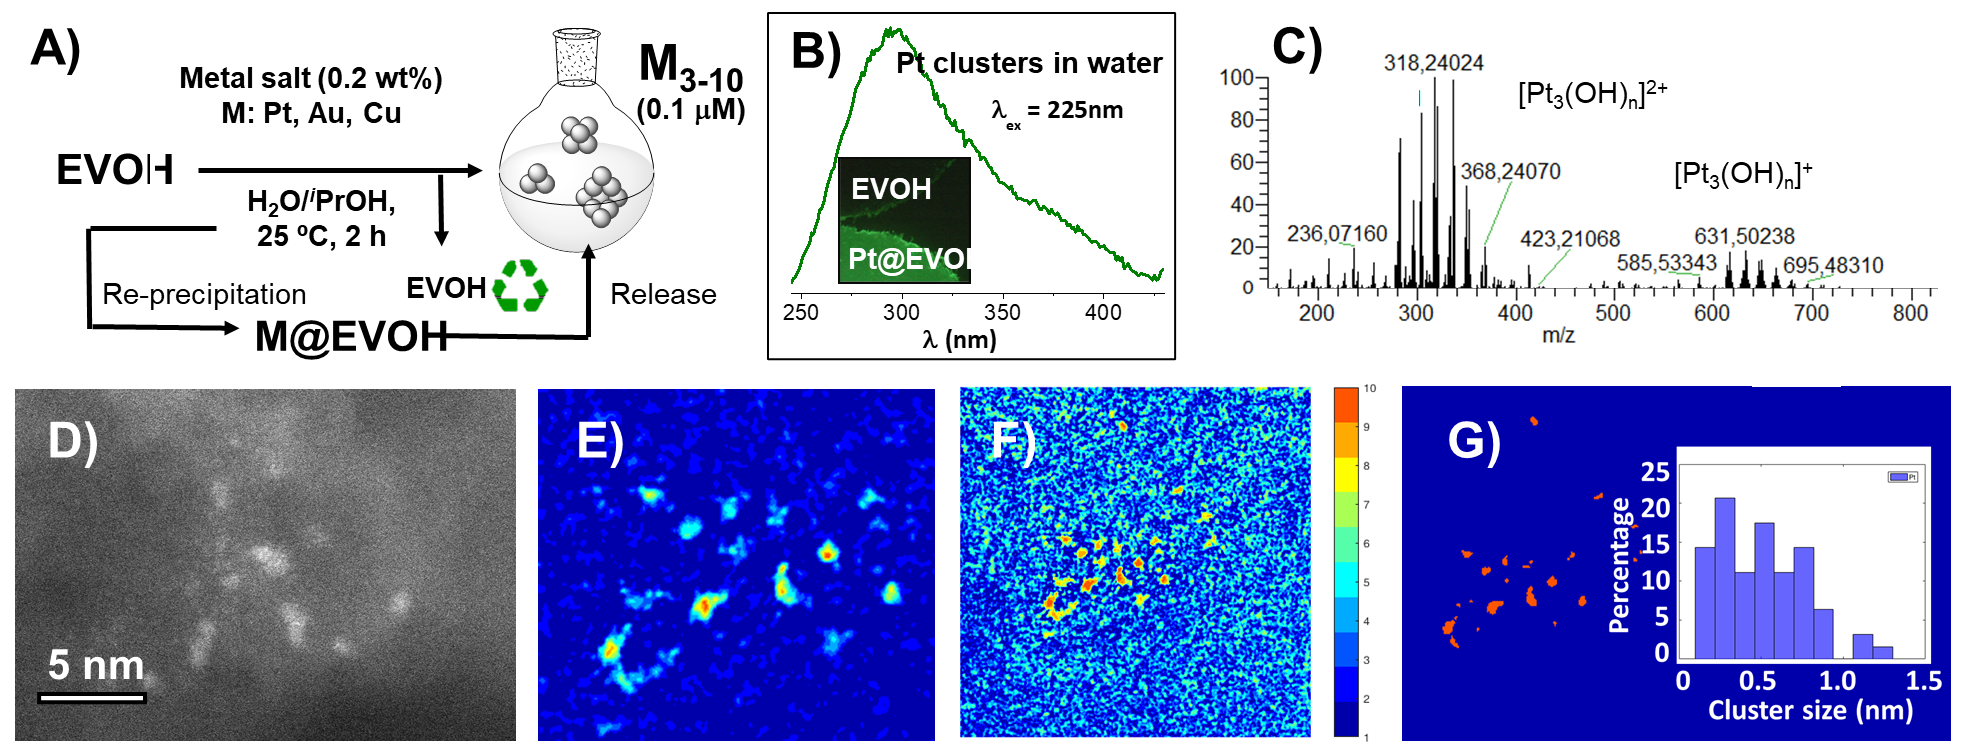 A)
Metal salt (0.2 wt%)
M: Pt, Au, Cu
EVOH
H2O/iPrOH,
25 ºC, 2 h
M3-10
(0.1 μM)
EVOH
Re-precipitation
Release
M@EVOH
B)
Pt clusters in water
λex = 225nm
EVOH
Pt@EVOH
250
300
350
400
λ (nm)
C)
318,24024
[Pt3(OH)n]2+
368,24070
[Pt3(OH)n]+
236,07160
423,21068
631,50238
585,53343
695,48310
100
80
60
40
20
0
200
300
400
500
600
700
800
m/z
D)
5 nm
E)
F)
10
9
8
7
6
5
4
3
2
1
G)
Pt
Percentage
25
20
15
10
5
0
0
0.5
1.0
1.5
Cluster size (nm)